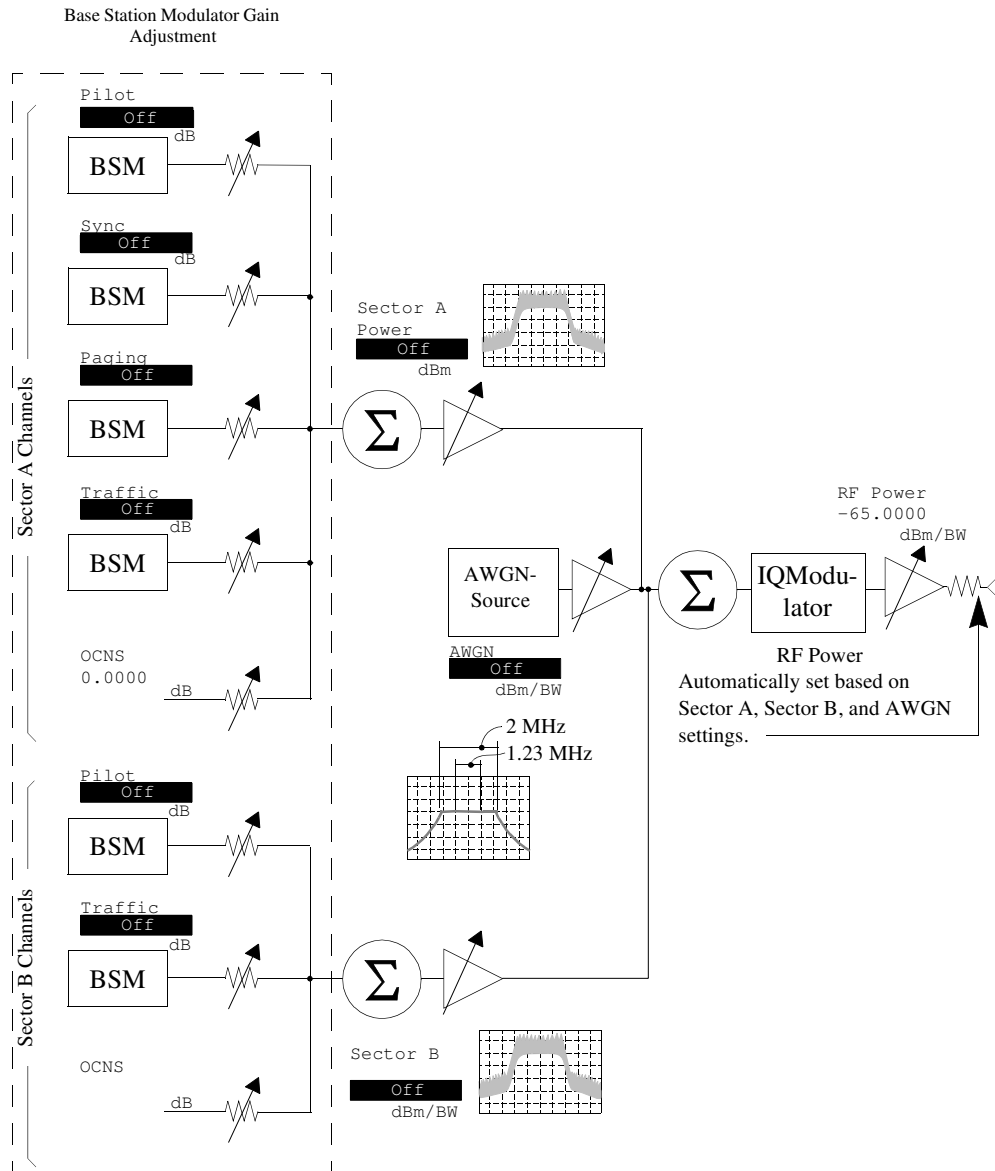 Base Station Modulator Gain
Adjustment
Sector A Channels
Pilot
Off
dB
BSM
Sync
Off
dB
BSM
Paging
Off
BSM
Traffic
Off
dB
BSM
OCNS
0.0000
dB
Sector A
Power
Off
dBm
Σ
AWGN-
Source
AWGN
Off
dBm/BW
2 MHz
1.23 MHz
Σ
IQModu-
lator
RF Power
-65.0000
dBm/BW
RF Power
Automatically set based on
Sector A, Sector B, and AWGN
settings.
Sector B Channels
Pilot
Off
dB
BSM
Traffic
Off
dB
BSM
OCNS
dB
Σ
Sector B
Off
dBm/BW